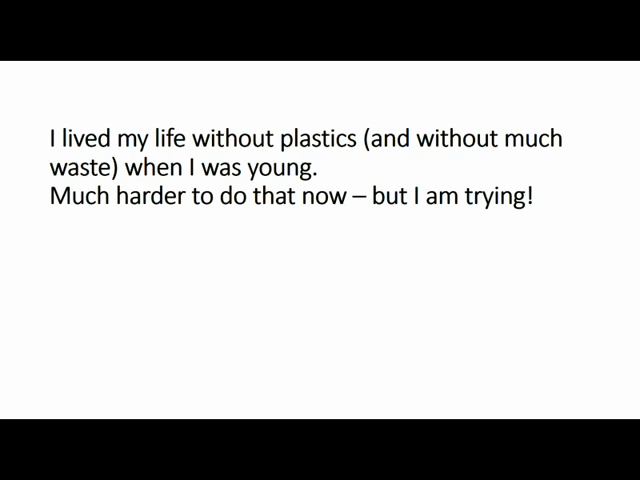 I lived my life without plastics (and without much
waste) when I was young.
Much harder to do that now – but I am trying!